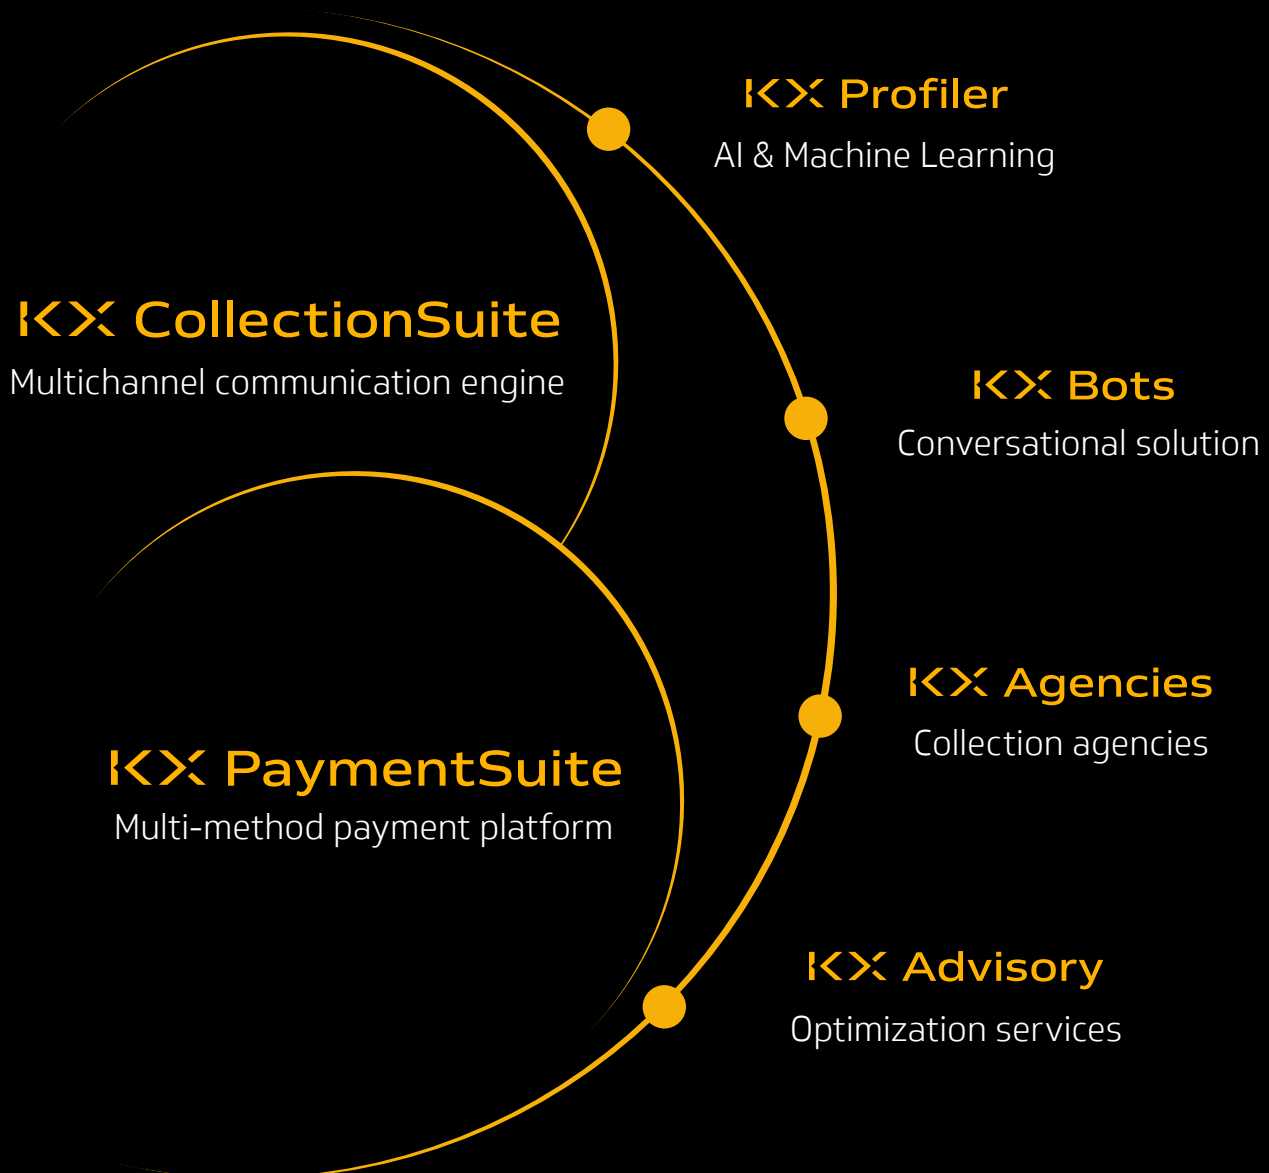 KX Profiler
AI & Machine Learning
KX CollectionSuite
Multichannel communication engine
KX Bots
Conversational solution
KX Agencies
Collection agencies
KX PaymentSuite
Multi-method payment platform
KX Advisory
Optimization services